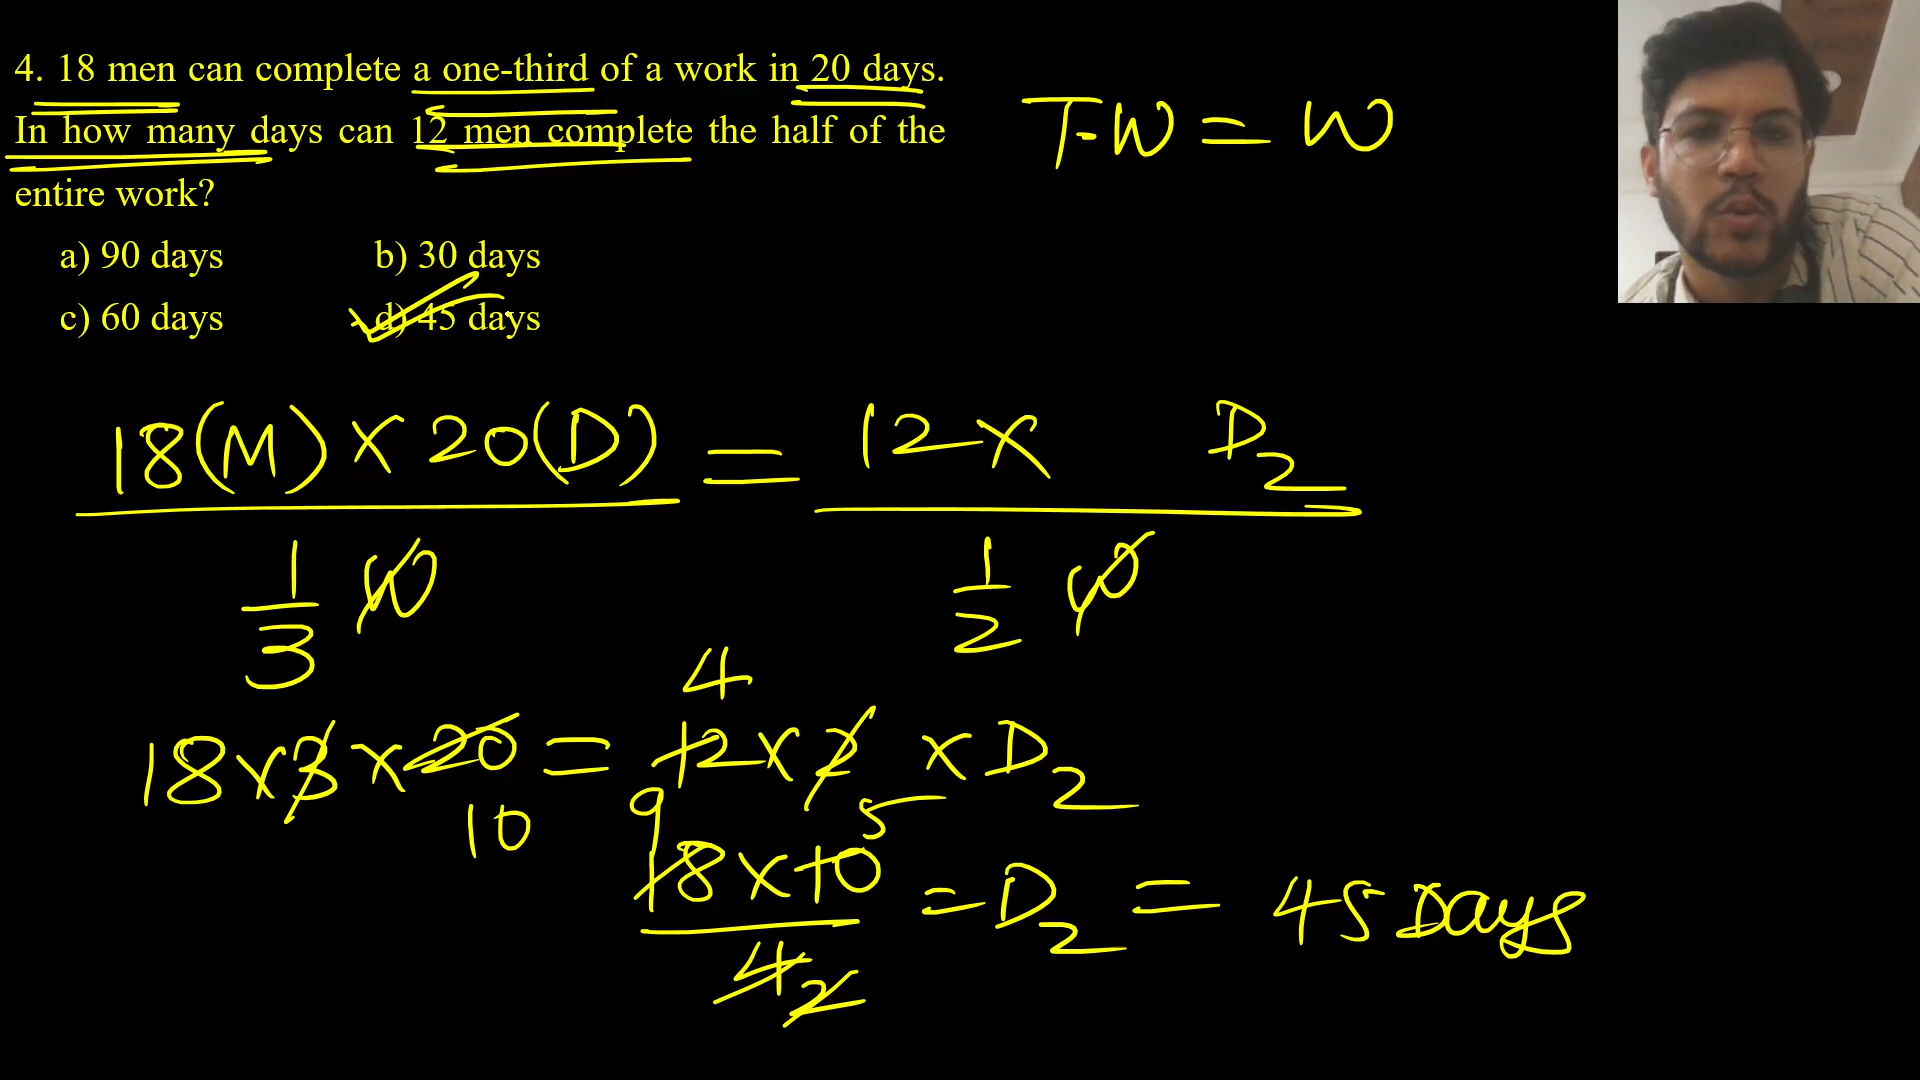 4. 18 men can complete a one-third of a work in 20 days.
In how many days can 12 men complete the half of the
entire work?
a) 90 days b) 30 days
c) 60 days d) 45 days
T-W = W
18(M) X 20(D) = 12 X D2
1/3 W 1/2 W
4
18 x 3 x 20 = 12 x 2 x D2
10 9 5
18 x 10 = D2 = 45 Days
4 2